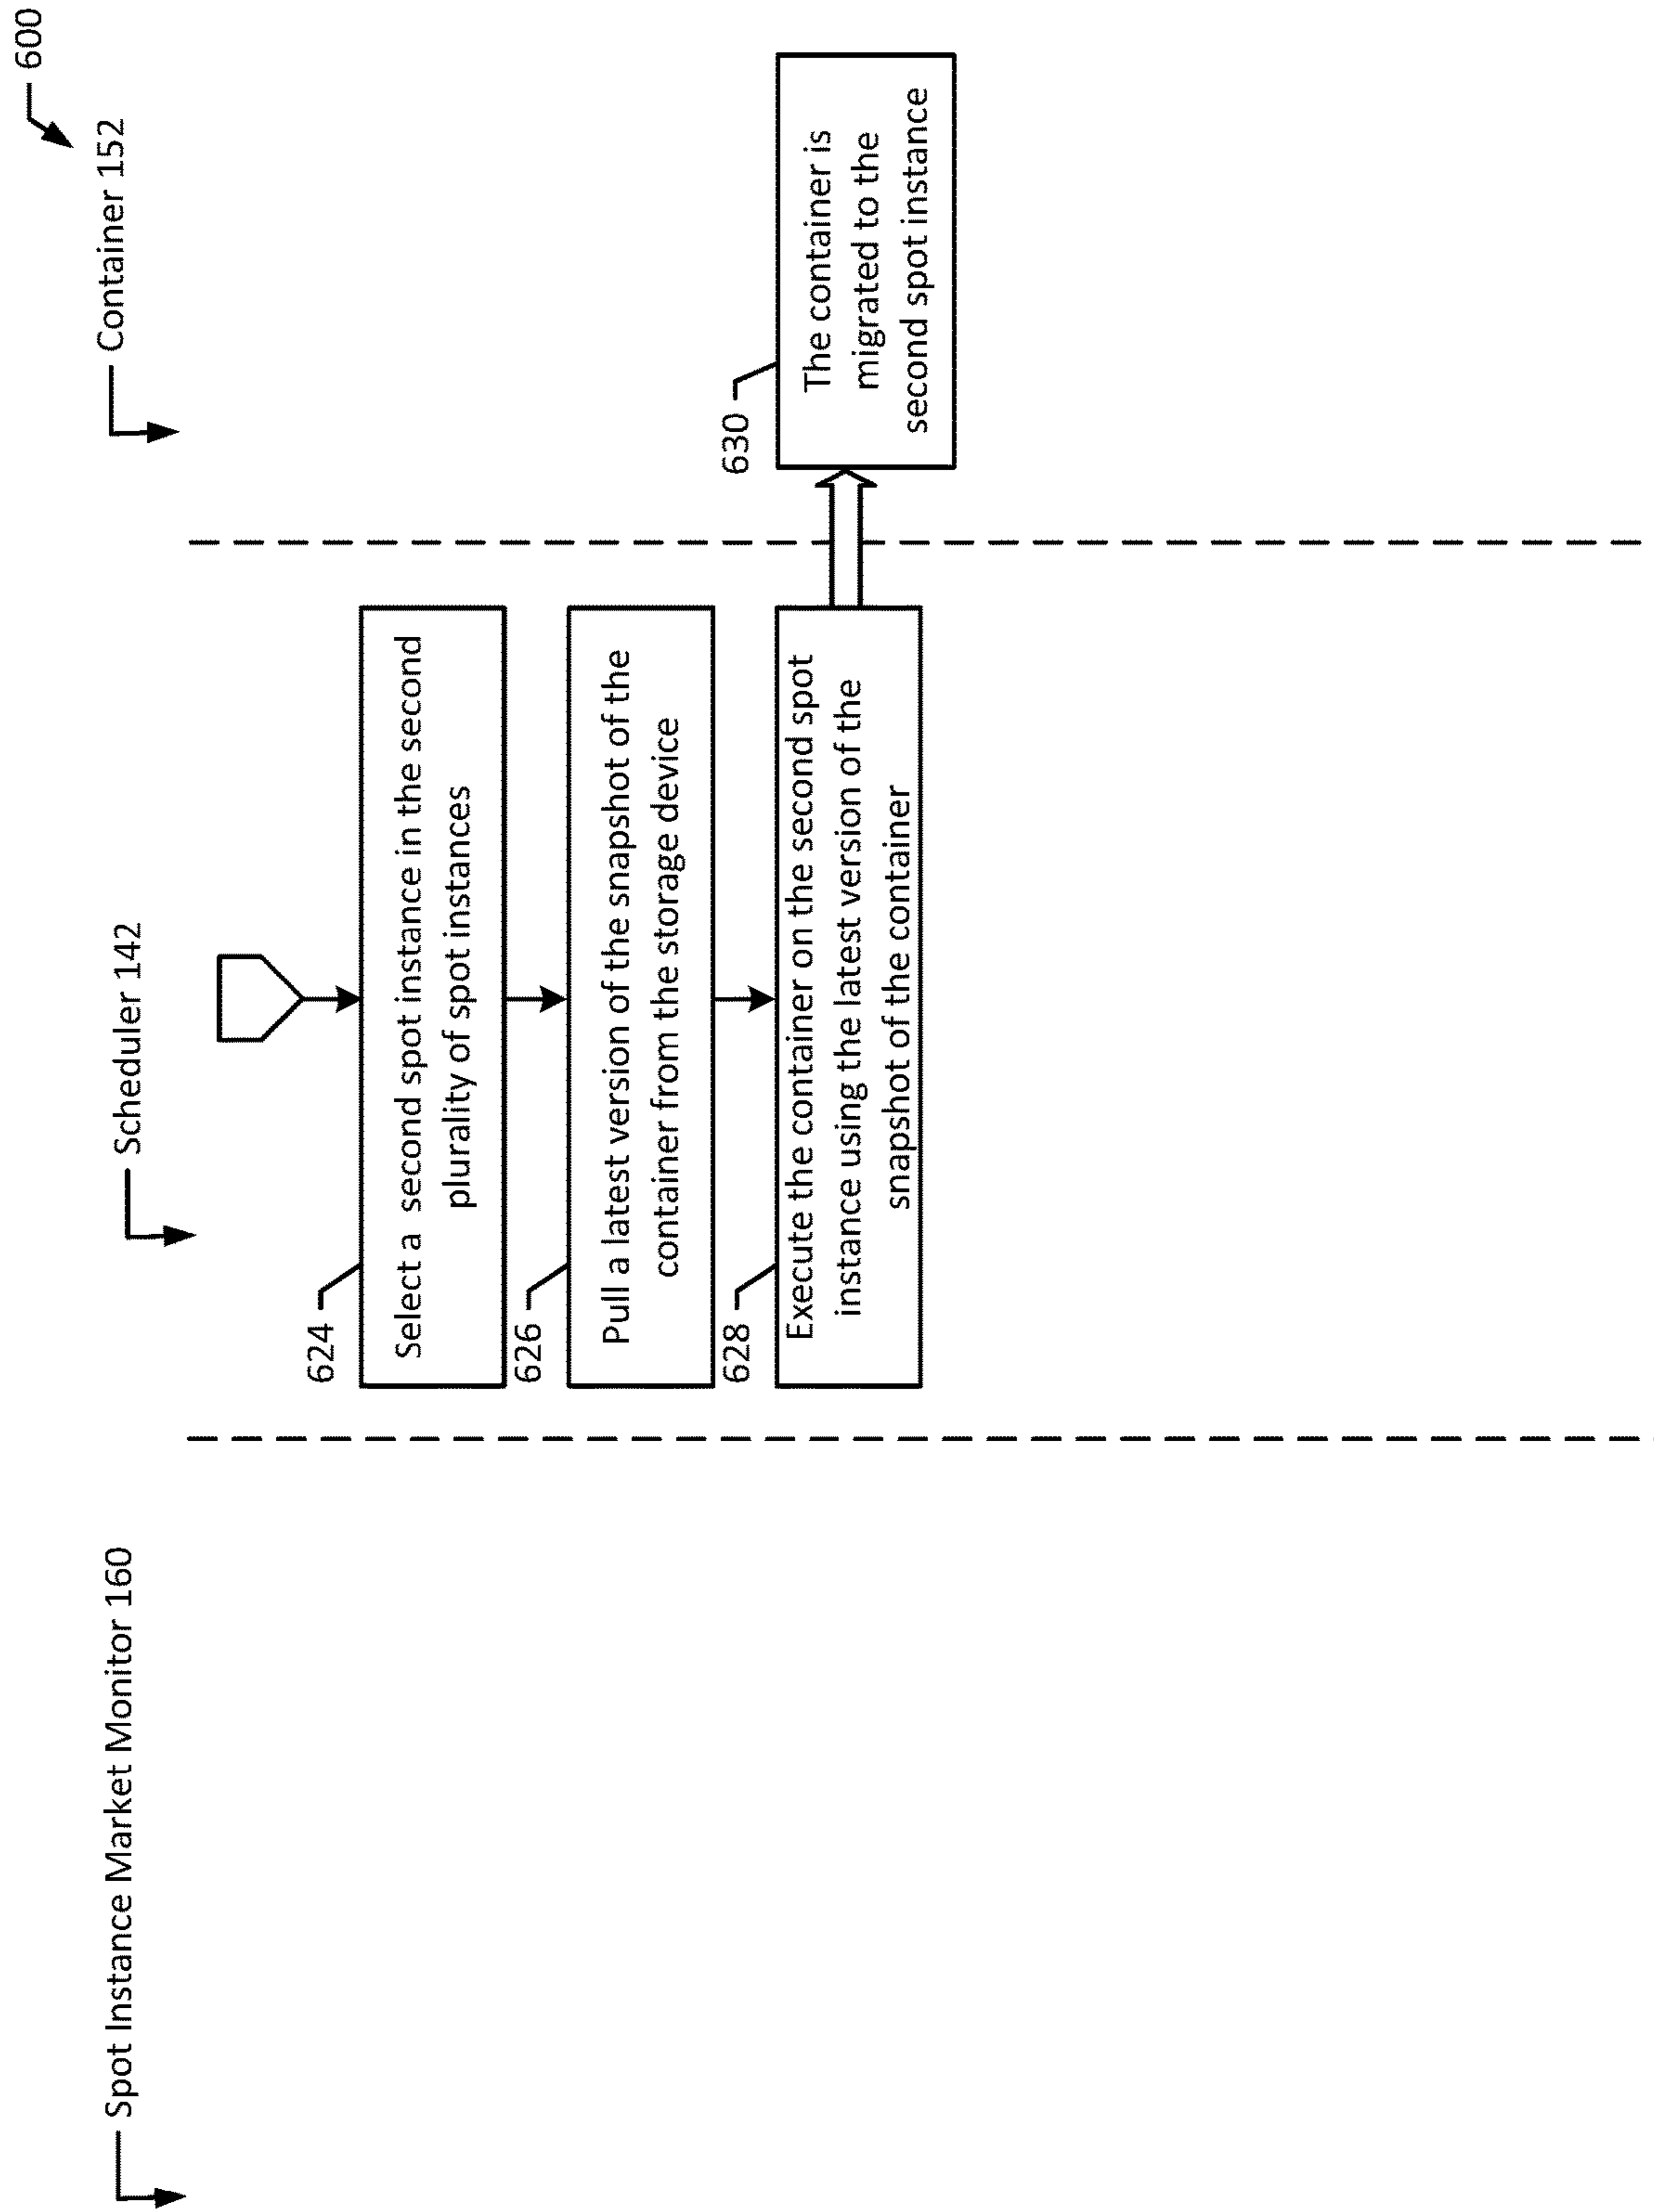 600
Spot Instance Market Monitor 160
Scheduler 142
Container 152
624
Select a  second spot instance in the second
plurality of spot instances
626
Pull a latest version of the snapshot of the
container from the storage device
628
Execute the container on the second spot
instance using the latest version of the
snapshot of the container
630
The container is
migrated to the
second spot instance